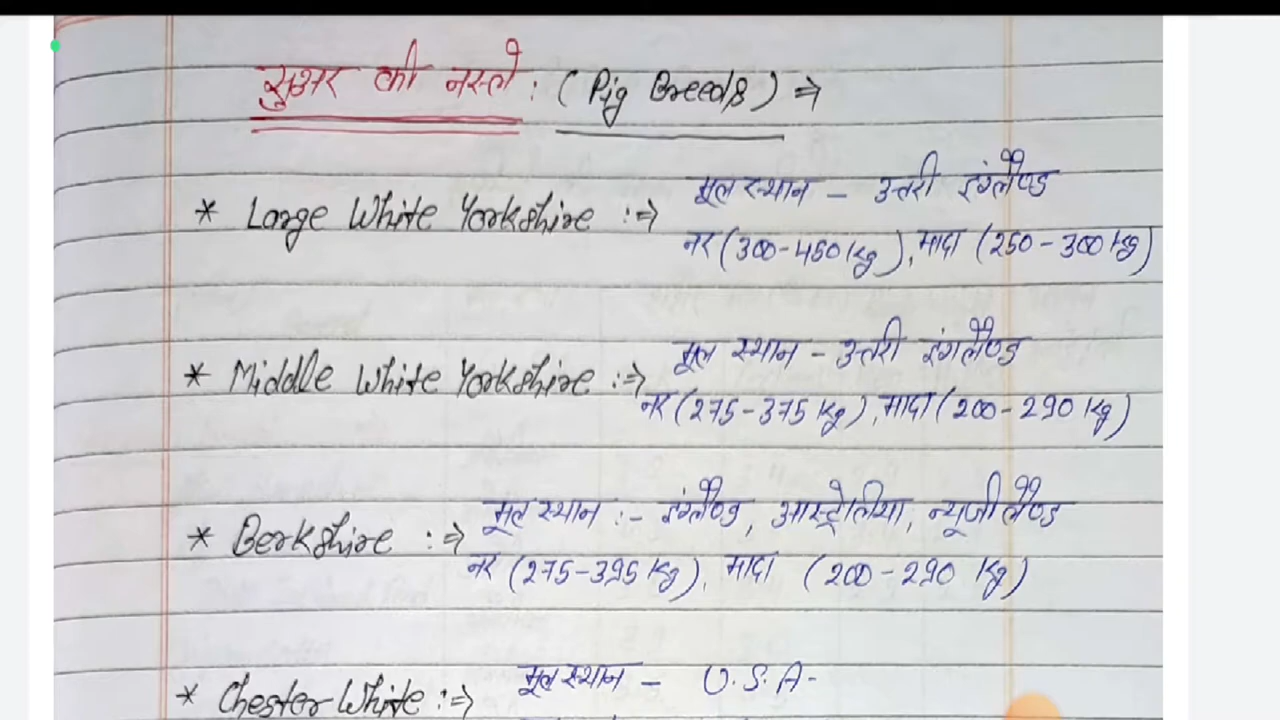 सुअर की नस्ले : (Pig Breeds) ⇒
मूल स्थान – उत्तरी इंग्लैण्ड
* Large White Yorkshire :⇒
नर (300-450 kg), मादा (250-300 kg)
मूल स्थान – उत्तरी इंगलैण्ड
* Middle White Yorkshire :⇒
नर (275-375 kg), मादा (200-290 kg)
मूल स्थान :- इंग्लैण्ड, आस्ट्रेलिया, न्यूजीलैण्ड
* Berkshire :⇒
नर (275-395 kg), मादा (200-290 kg)
मूल स्थान – U.S.A-
* Chester White :⇒